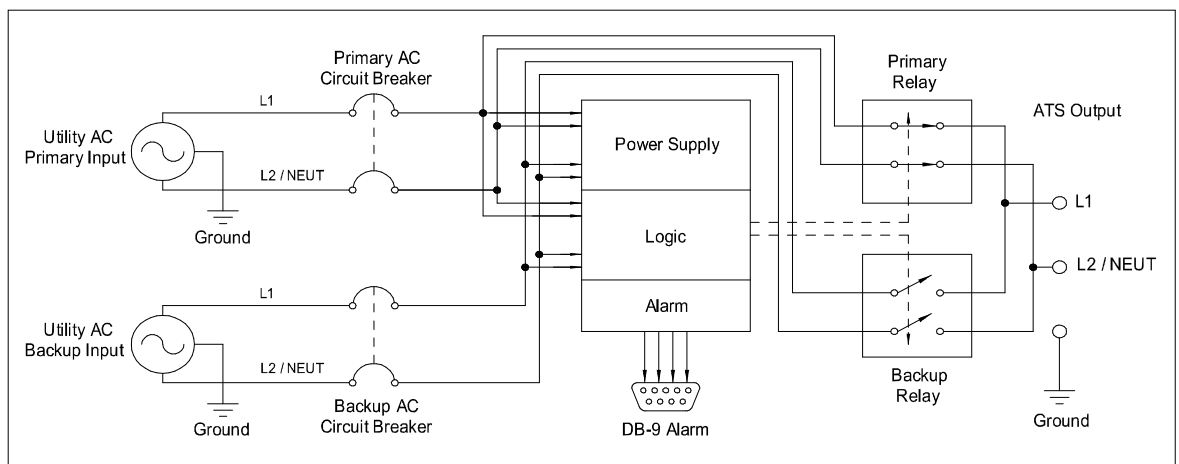 Primary AC
Circuit Breaker
L1
Utility AC
Primary Input
L2 / NEUT
Ground
Power Supply
Logic
Alarm
Primary
Relay
ATS Output
L1
L2 / NEUT
L1
Utility AC
Backup Input
L2 / NEUT
Ground
Backup AC
Circuit Breaker
DB-9 Alarm
Backup
Relay
Ground